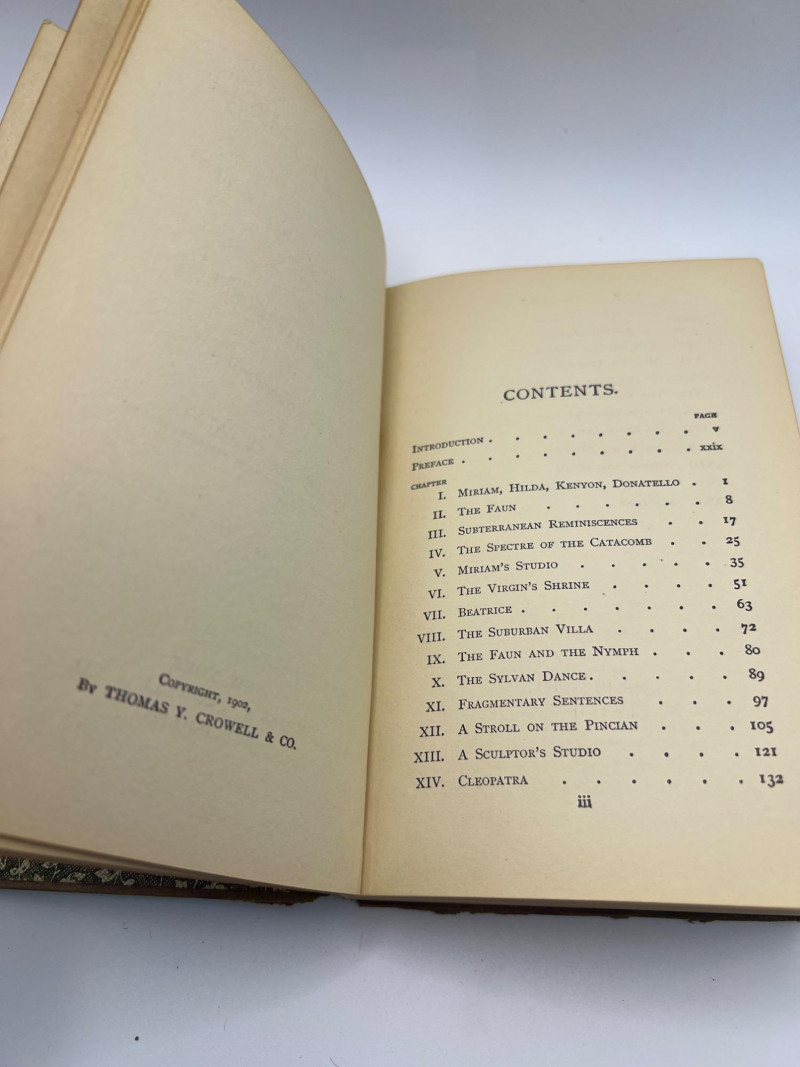 Copyright, 1902,
By THOMAS Y. CROWELL & CO.
CONTENTS.
PAGE
Introduction . . . . . . . . v
Preface . . . . . . . . xxix
CHAPTER
I. Miriam, Hilda, Kenyon, Donatello . 1
II. The Faun . . . . . 8
III. Subterranean Reminiscences . . 17
IV. The Spectre of the Catacomb . . 25
V. Miriam's Studio . . . . . 35
VI. The Virgin's Shrine . . . . 51
VII. Beatrice . . . . . . . 63
VIII. The Suburban Villa . . . . 72
IX. The Faun and the Nymph . . . 80
X. The Sylvan Dance . . . . . 89
XI. Fragmentary Sentences . . . 97
XII. A Stroll on the Pincian . . . 105
XIII. A Sculptor's Studio . . . . 121
XIV. Cleopatra . . . . . . 132
iii